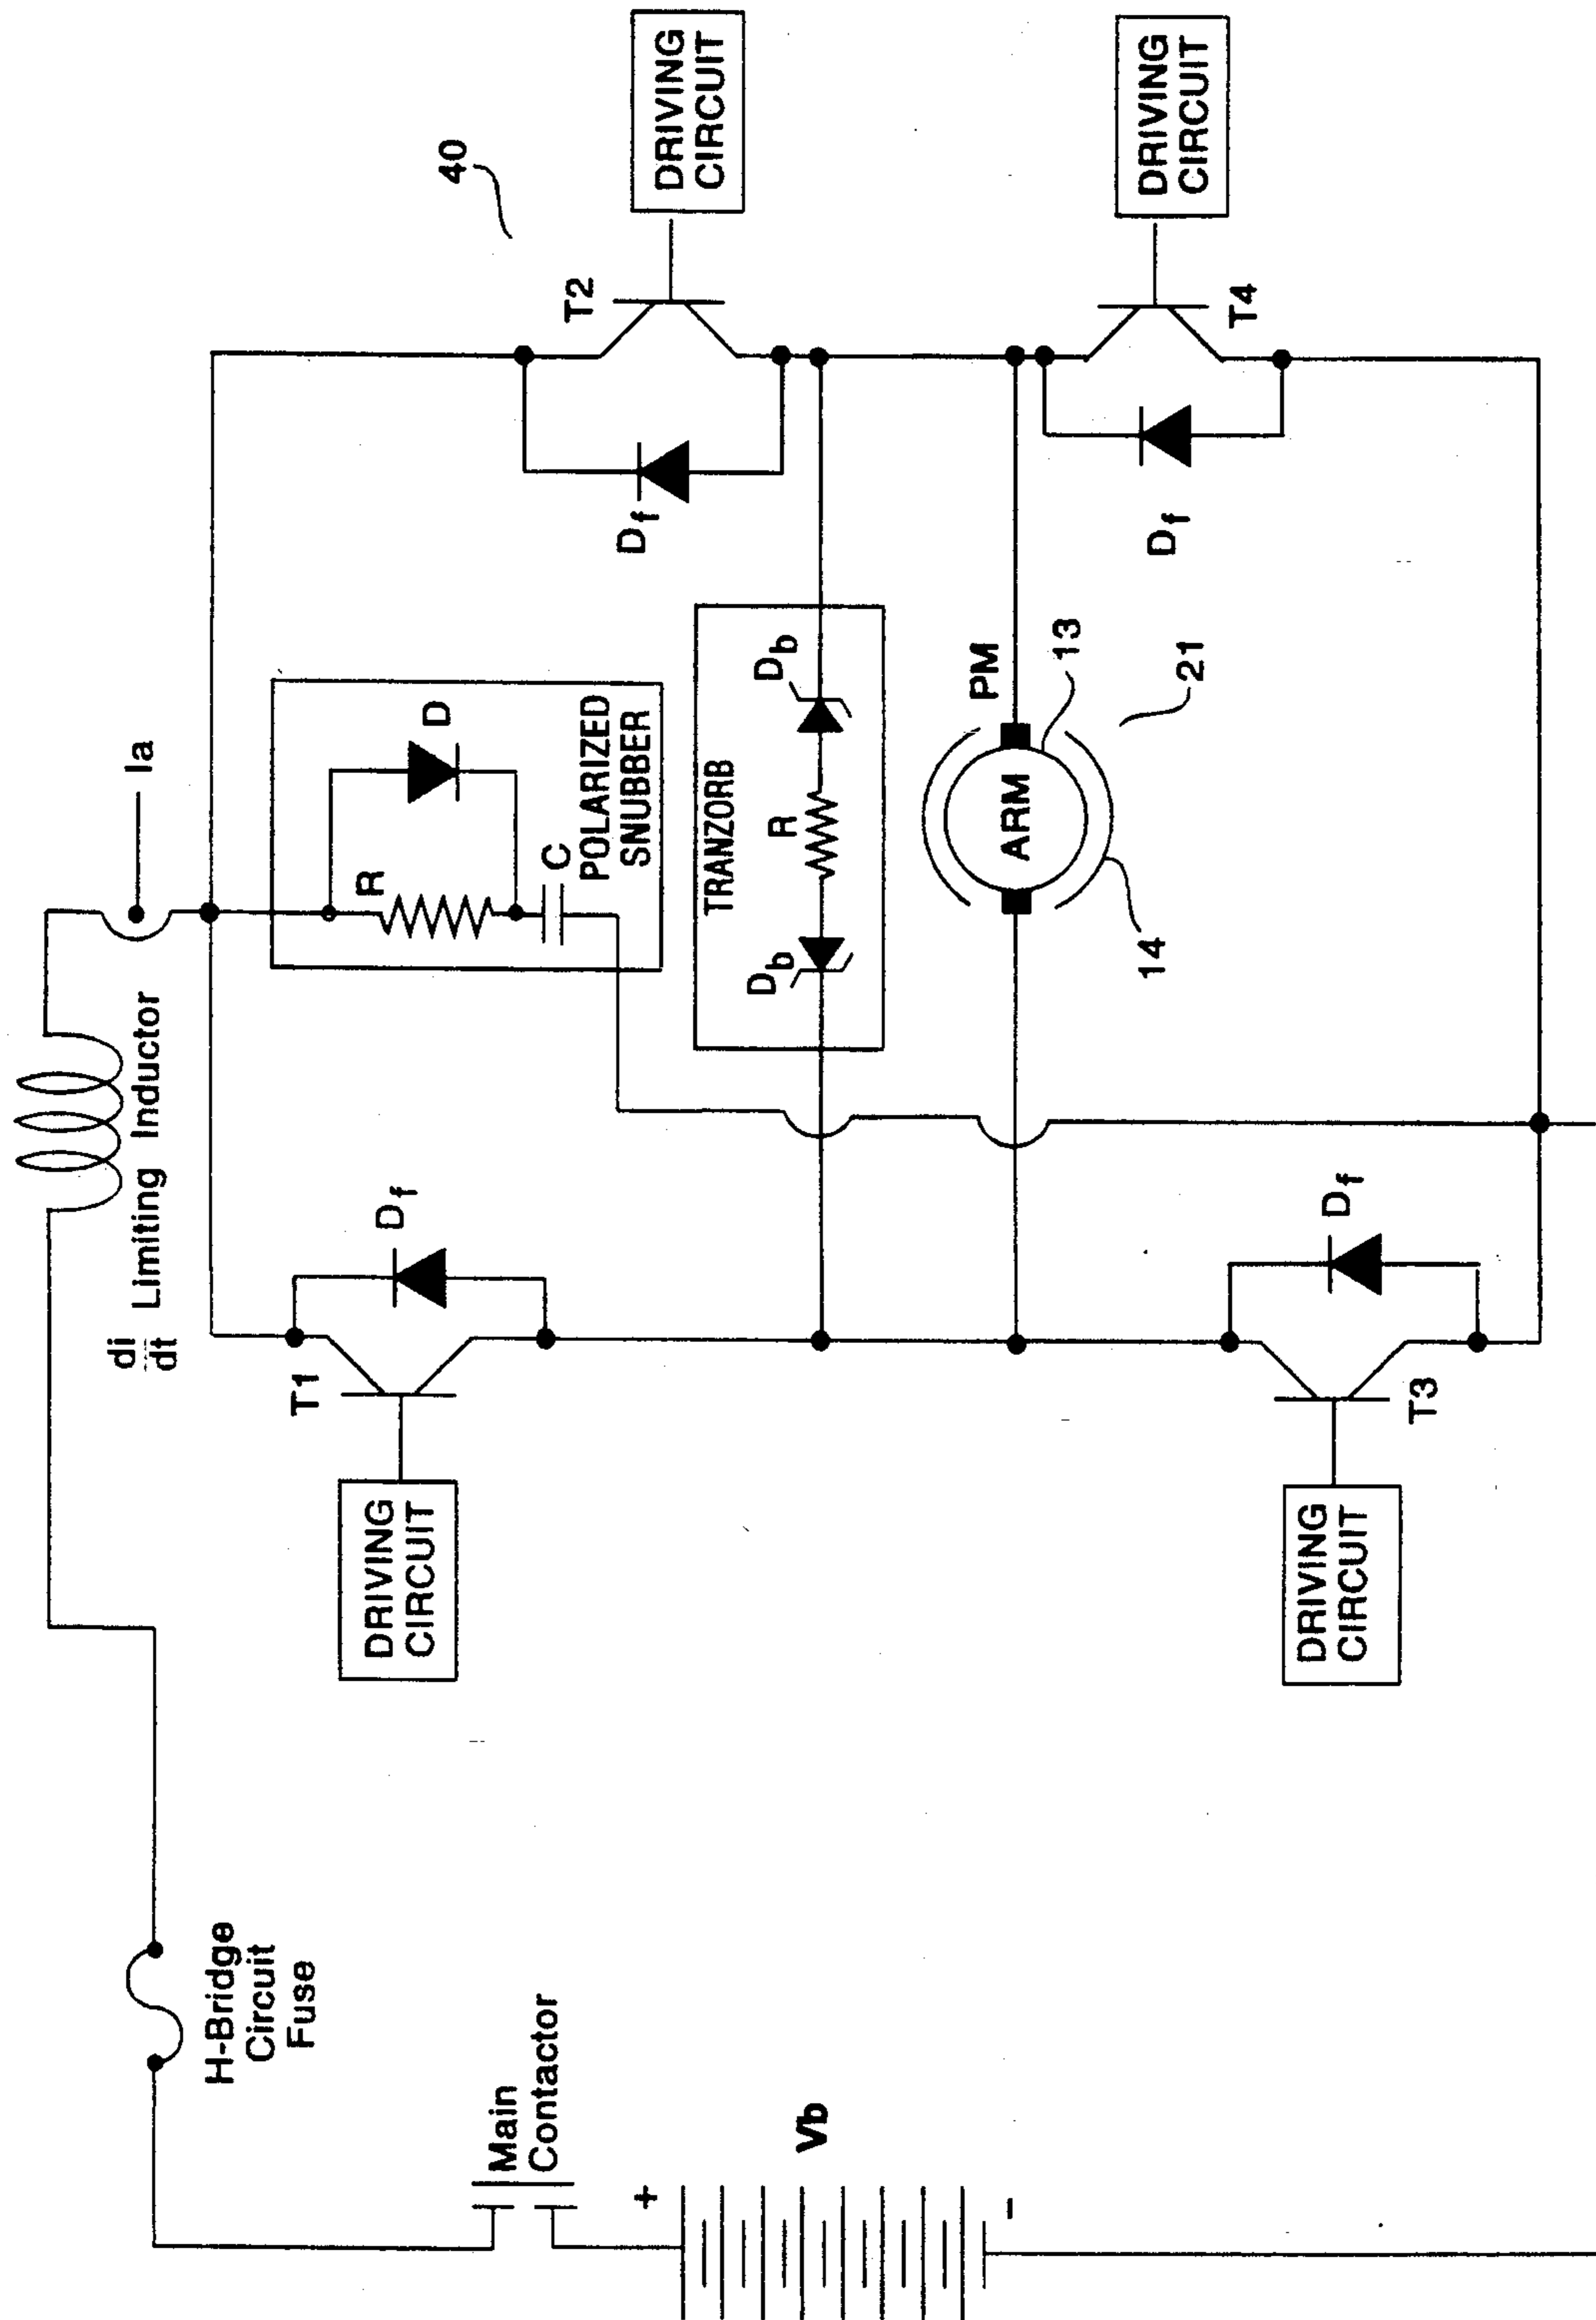 H-Bridge
Circuit
Fuse
Main
Contactor
+
Vb
-
di
dt
Limiting Inductor
Ia
T1
Df
DRIVING
CIRCUIT
R
D
C
POLARIZED
SNUBBER
T2
Df
DRIVING
CIRCUIT
40
TRANZORB
Db
R
Db
PM
ARM
13
14
21
T3
Df
DRIVING
CIRCUIT
T4
Df
DRIVING
CIRCUIT